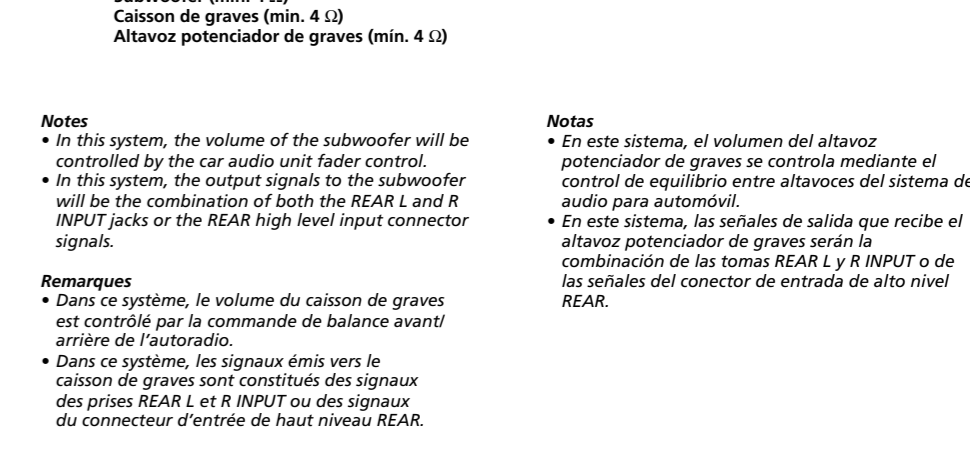 Caisson de graves (min. 4 Ω)
Altavoz potenciador de graves (mín. 4 Ω)
Notes
• In this system, the volume of the subwoofer will be
controlled by the car audio unit fader control.
• In this system, the output signals to the subwoofer
will be the combination of both the REAR L and R
INPUT jacks or the REAR high level input connector
signals.
Remarques
• Dans ce système, le volume du caisson de graves
est contrôlé par la commande de balance avant/
arrière de l’autoradio.
• Dans ce système, les signaux émis vers le
caisson de graves sont constitués des signaux
des prises REAR L et R INPUT ou des signaux
du connecteur d’entrée de haut niveau REAR.
Notas
• En este sistema, el volumen del altavoz
potenciador de graves se controla mediante el
control de equilibrio entre altavoces del sistema de
audio para automóvil.
• En este sistema, las señales de salida que recibe el
altavoz potenciador de graves serán la
combinación de las tomas REAR L y R INPUT o de
las señales del conector de entrada de alto nivel
REAR.